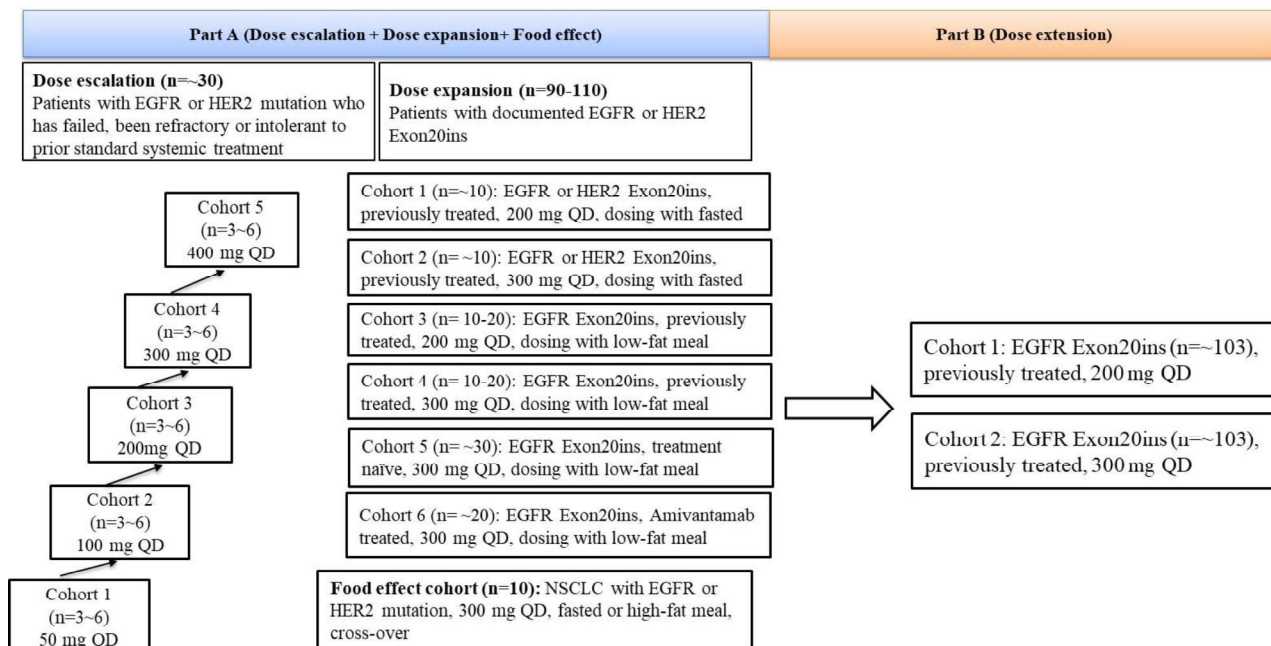 Part A (Dose escalation + Dose expansion+ Food effect)
Part B (Dose extension)
Dose escalation (n=~30)
Patients with EGFR or HER2 mutation who
has failed, been refractory or intolerant to
prior standard systemic treatment
Dose expansion (n=90-110)
Patients with documented EGFR or HER2
Exon20ins
Cohort 5
(n=3~6)
400 mg QD
Cohort 4
(n=3~6)
300 mg QD
Cohort 3
(n=3~6)
200mg QD
Cohort 2
(n=3~6)
100 mg QD
Cohort 1
(n=3~6)
50 mg QD
Cohort 1 (n=~10): EGFR or HER2 Exon20ins,
previously treated, 200 mg QD, dosing with fasted
Cohort 2 (n= ~10): EGFR or HER2 Exon20ins,
previously treated, 300 mg QD, dosing with fasted
Cohort 3 (n= 10-20): EGFR Exon20ins, previously
treated, 200 mg QD, dosing with low-fat meal
Cohort 4 (n= 10-20): EGFR Exon20ins, previously
treated, 300 mg QD, dosing with low-fat meal
Cohort 5 (n= ~30): EGFR Exon20ins, treatment
naïve, 300 mg QD, dosing with low-fat meal
Cohort 6 (n= ~20): EGFR Exon20ins, Amivantamab
treated, 300 mg QD, dosing with low-fat meal
Food effect cohort (n=10): NSCLC with EGFR or
HER2 mutation, 300 mg QD, fasted or high-fat meal,
cross-over
Cohort 1: EGFR Exon20ins (n=~103),
previously treated, 200 mg QD
Cohort 2: EGFR Exon20ins (n=~103),
previously treated, 300 mg QD